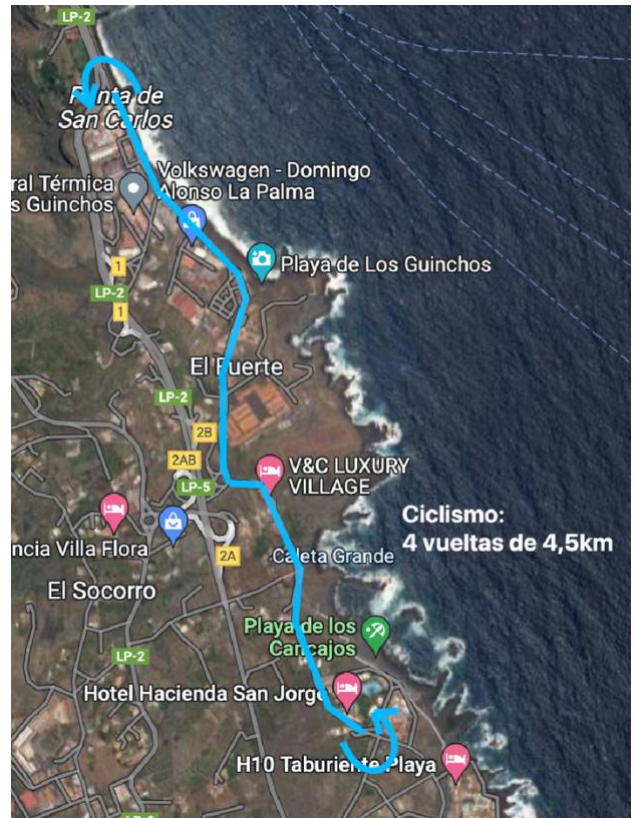 LP-2
Punta de
San Carlos
Volkswagen - Domingo
Alonso La Palma
ral Térmica
s Guinchos
Playa de Los Guinchos
1
LP-2
1
El Fuerte
LP-2
2B
2AB
LP-5
V&C LUXURY
VILLAGE
Ciclismo:
4 vueltas de 4,5km
ncia Villa Flora
2A
Caleta Grande
El Socorro
Playa de los
Cancajos
LP-2
Hotel Hacienda San Jorge
H10 Taburiente Playa
LP-2